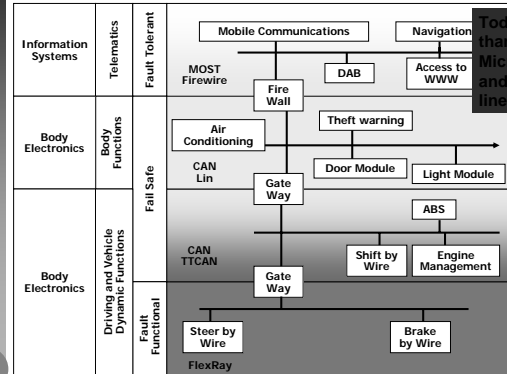 Information
Systems
Telematics
Fault Tolerant
Mobile Communications
Navigation
MOST
Firewire
DAB
Access to
WWW
Fire
Wall
Body
Electronics
Body
Functions
Fail Safe
Air
Conditioning
Theft warning
CAN
Lin
Door Module
Light Module
Gate
Way
Body
Electronics
Driving and Vehicle
Dynamic Functions
ABS
CAN
TTCAN
Shift by
Wire
Engine
Management
Gate
Way
Fault
Functional
Steer by
Wire
Brake
by Wire
FlexRay
than
and
line